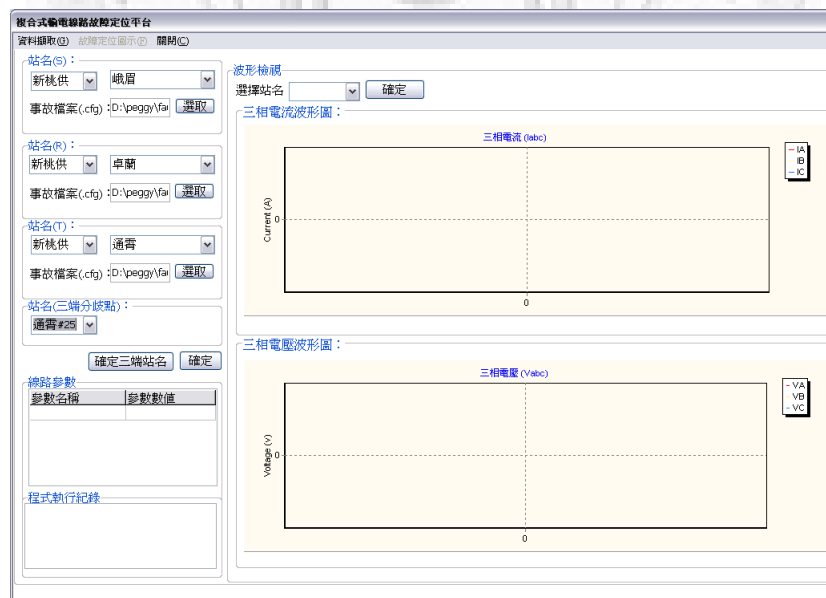 複合式輸電線路故障定位平台
資料擷取(G) 故障定位圖示(P) 關閉(C)
站名(S)：
新桃供 峨眉
事故檔案(.cfg)：D:\peggy\fau 選取
站名(R)：
新桃供 卓蘭
事故檔案(.cfg)：D:\peggy\fau 選取
站名(T)：
新桃供 通霄
事故檔案(.cfg)：D:\peggy\fau 選取
站名(三端分歧點)：
通霄#25
確定三端站名 確定
線路參數
參數名稱 參數數值
程式執行紀錄
波形檢視
選擇站名 確定
三相電流波形圖：
三相電流 (Iabc)
Current (A)
0
0
IA
IB
IC
三相電壓波形圖：
三相電壓 (Vabc)
Voltage (V)
0
0
VA
VB
VC